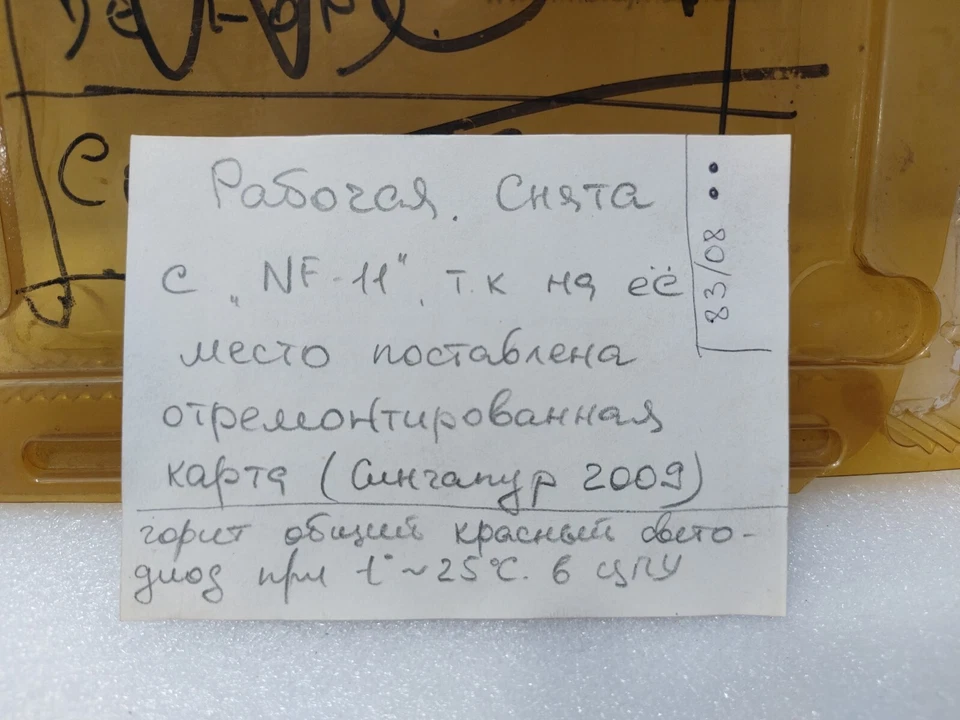 Рабочая. Снята
с „NF-11“, т.к на её
место поставлена
отремонтированная
карта (Сингапур 2009)
горит общий красный свето-
диод при t° ~ 25°C. в ЦПУ
83/08